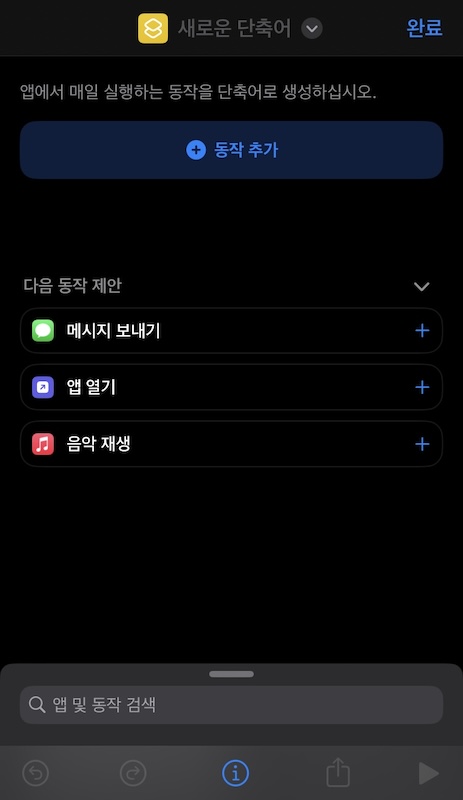 새로운 단축어
완료
앱에서 매일 실행하는 동작을 단축어로 생성하십시오.
동작 추가
다음 동작 제안
메시지 보내기
앱 열기
음악 재생
앱 및 동작 검색